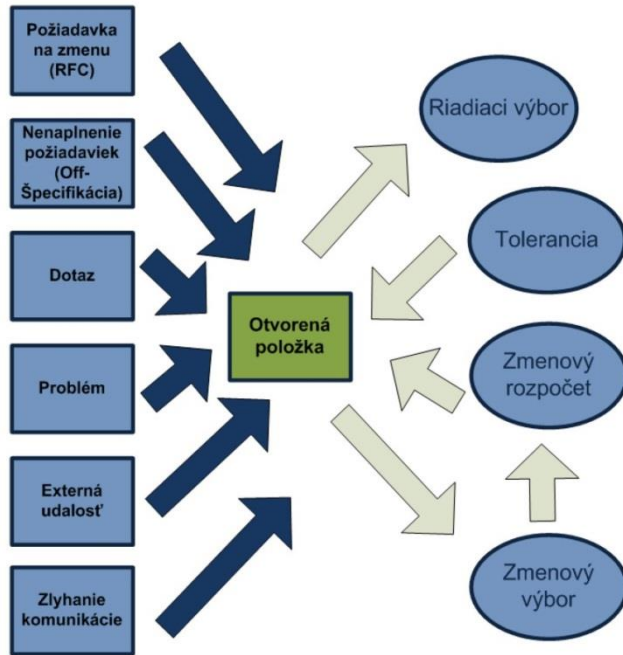 Požiadavka
na zmenu
(RFC)
Nenaplnenie
požiadaviek
(Off-
Špecifikácia)
Dotaz
Problém
Externá
udalosť
Zlyhanie
komunikácie
Otvorená
položka
Riadiaci výbor
Tolerancia
Zmenový
rozpočet
Zmenový
výbor